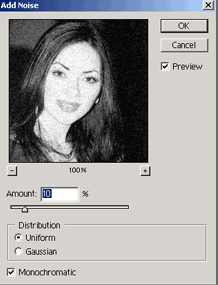 Add Noise
OK
Cancel
Preview
- 100% +
Amount: 10 %
Distribution
Uniform
Gaussian
Monochromatic